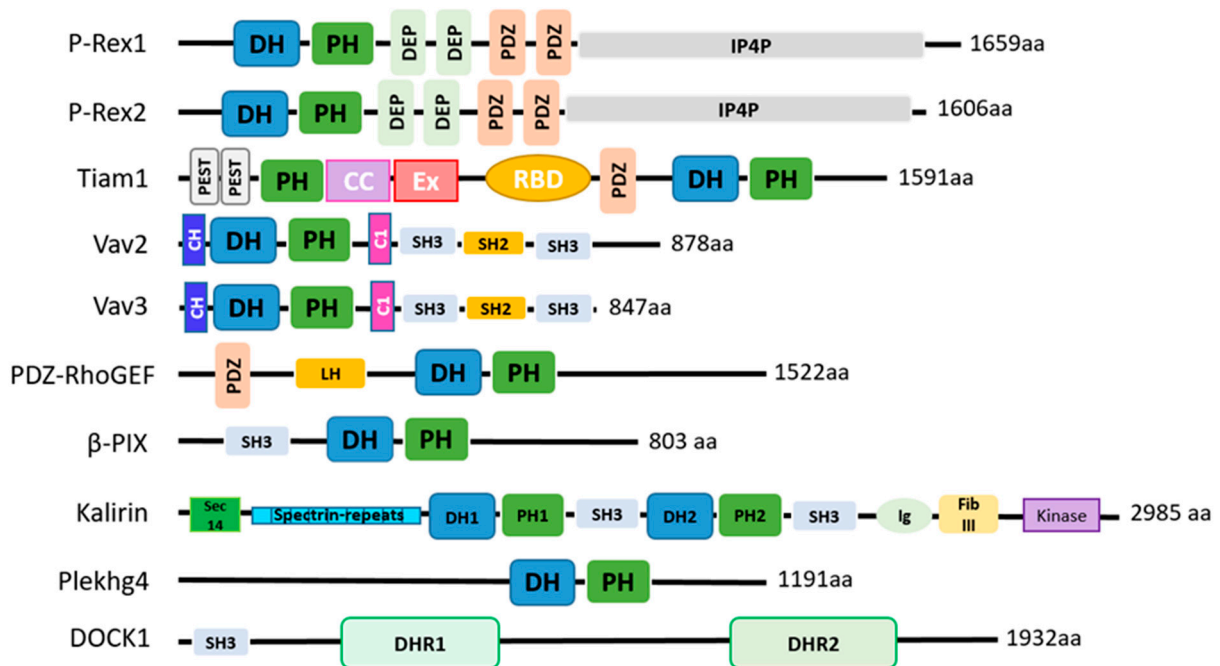 P-Rex1 DH PH DEP DEP PDZ PDZ IP4P 1659aa
P-Rex2 DH PH DEP DEP PDZ PDZ IP4P 1606aa
Tiam1 PEST PEST PH CC Ex RBD PDZ DH PH 1591aa
Vav2 CH DH PH C1 SH3 SH2 SH3 878aa
Vav3 CH DH PH C1 SH3 SH2 SH3 847aa
PDZ-RhoGEF PDZ LH DH PH 1522aa
β-PIX SH3 DH PH 803 aa
Kalirin Sec 14 Spectrin-repeats DH1 PH1 SH3 DH2 PH2 SH3 Ig Fib III Kinase 2985 aa
Plekhg4 DH PH 1191aa
DOCK1 SH3 DHR1 DHR2 1932aa